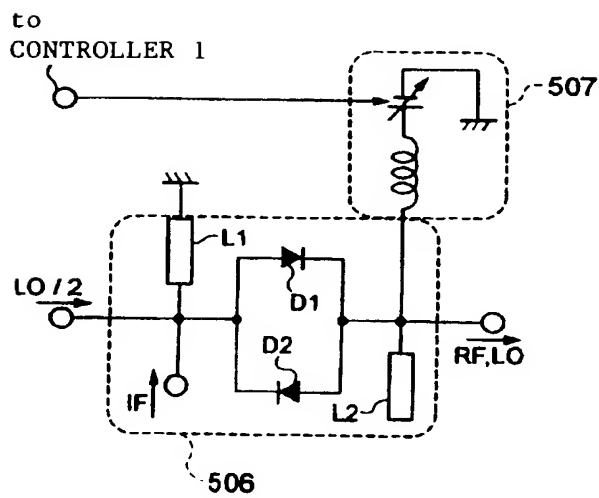 to
CONTROLLER 1
507
L1
LO/2
D1
D2
RF,LO
IF
L2
506